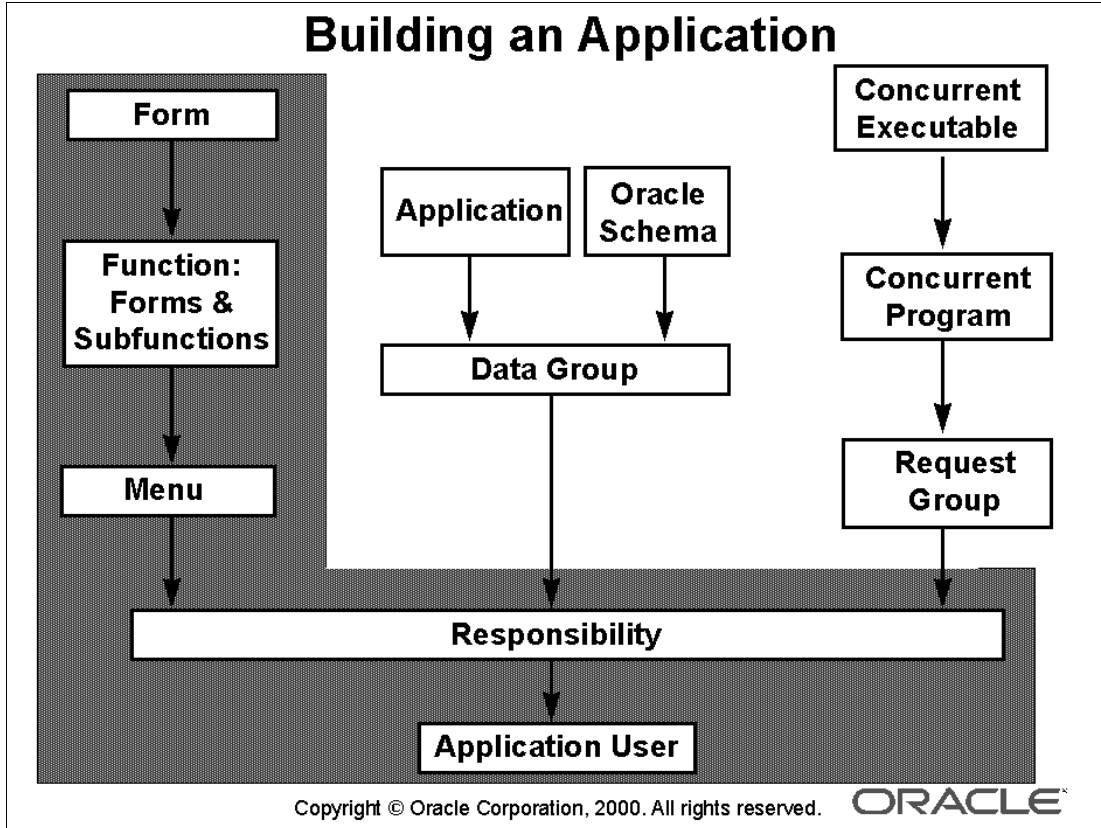 Building an Application
Form
Concurrent
Executable
Application
Oracle
Schema
Function:
Forms &
Subfunctions
Concurrent
Program
Data Group
Menu
Request
Group
Responsibility
Application User
Copyright © Oracle Corporation, 2000. All rights reserved.
ORACLE